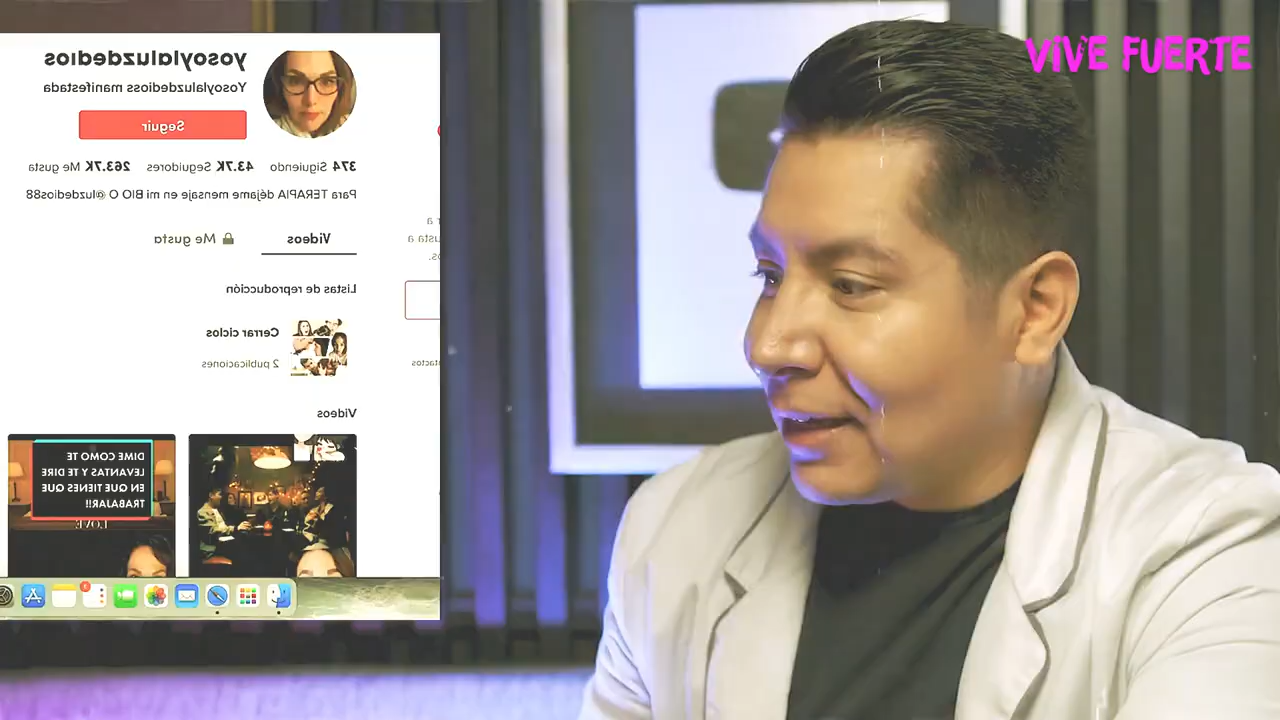 VIVE FUERTE
yosoylaluzdedios
Yosoylaluzdedioss manifestada
Seguir
374 Siguiendo 43.7K Seguidores 263.7K Me gusta
Para TERAPIA déjame mensaje en mi BIO O @luzdedios88
Videos Me gusta
Listas de reproducción
Cerrar ciclos
2 publicaciones
Videos
DIME COMO TE
LEVANTAS Y TE DIRE
EN QUE TIENES QUE
TRABAJAR!!
LOVE